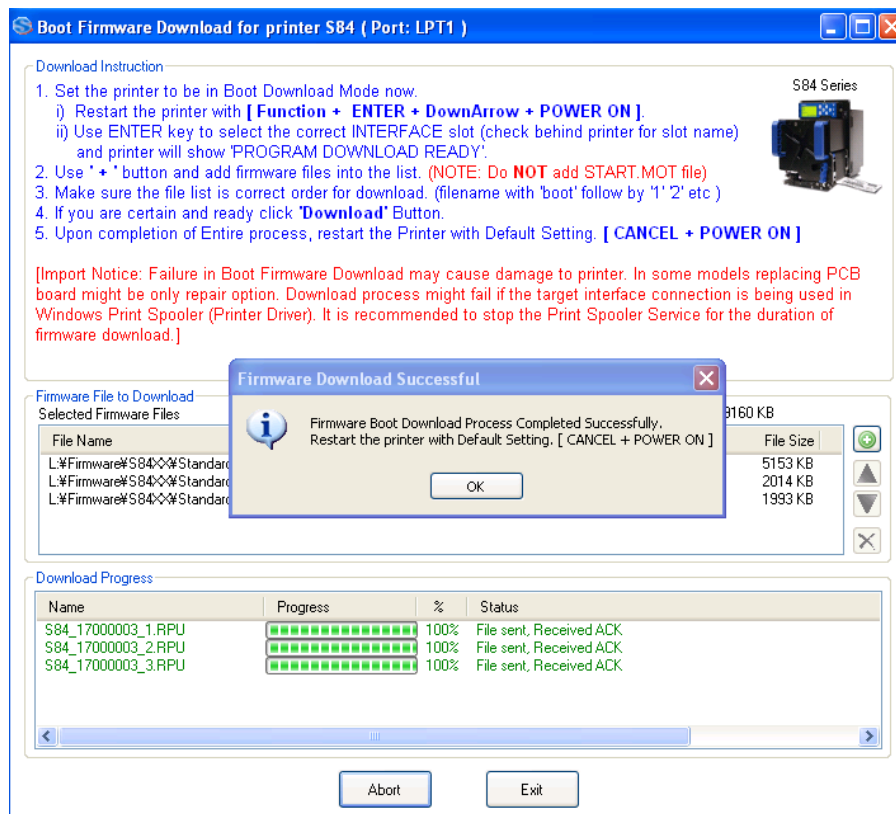 Boot Firmware Download for printer S84 ( Port: LPT1 )
Download Instruction
1. Set the printer to be in Boot Download Mode now.
i) Restart the printer with [ Function + ENTER + DownArrow + POWER ON ].
ii) Use ENTER key to select the correct INTERFACE slot (check behind printer for slot name)
and printer will show 'PROGRAM DOWNLOAD READY'.
2. Use ' + ' button and add firmware files into the list. (NOTE: Do NOT add START.MOT file)
3. Make sure the file list is correct order for download. (filename with 'boot' follow by '1' '2' etc )
4. If you are certain and ready click 'Download' Button.
5. Upon completion of Entire process, restart the Printer with Default Setting. [ CANCEL + POWER ON ]
S84 Series
[Import Notice: Failure in Boot Firmware Download may cause damage to printer. In some models replacing PCB
board might be only repair option. Download process might fail if the target interface connection is being used in
Windows Print Spooler (Printer Driver). It is recommended to stop the Print Spooler Service for the duration of
firmware download.]
Firmware Download Successful
Firmware Boot Download Process Completed Successfully.
Restart the printer with Default Setting. [ CANCEL + POWER ON ]
OK
Firmware File to Download
Selected Firmware Files 9160 KB
File Name File Size
L:¥Firmware¥S84XX¥Standard 5153 KB
L:¥Firmware¥S84XX¥Standard 2014 KB
L:¥Firmware¥S84XX¥Standard 1993 KB
Download Progress
Name Progress % Status
S84_17000003_1.RPU 100% File sent, Received ACK
S84_17000003_2.RPU 100% File sent, Received ACK
S84_17000003_3.RPU 100% File sent, Received ACK
Abort Exit